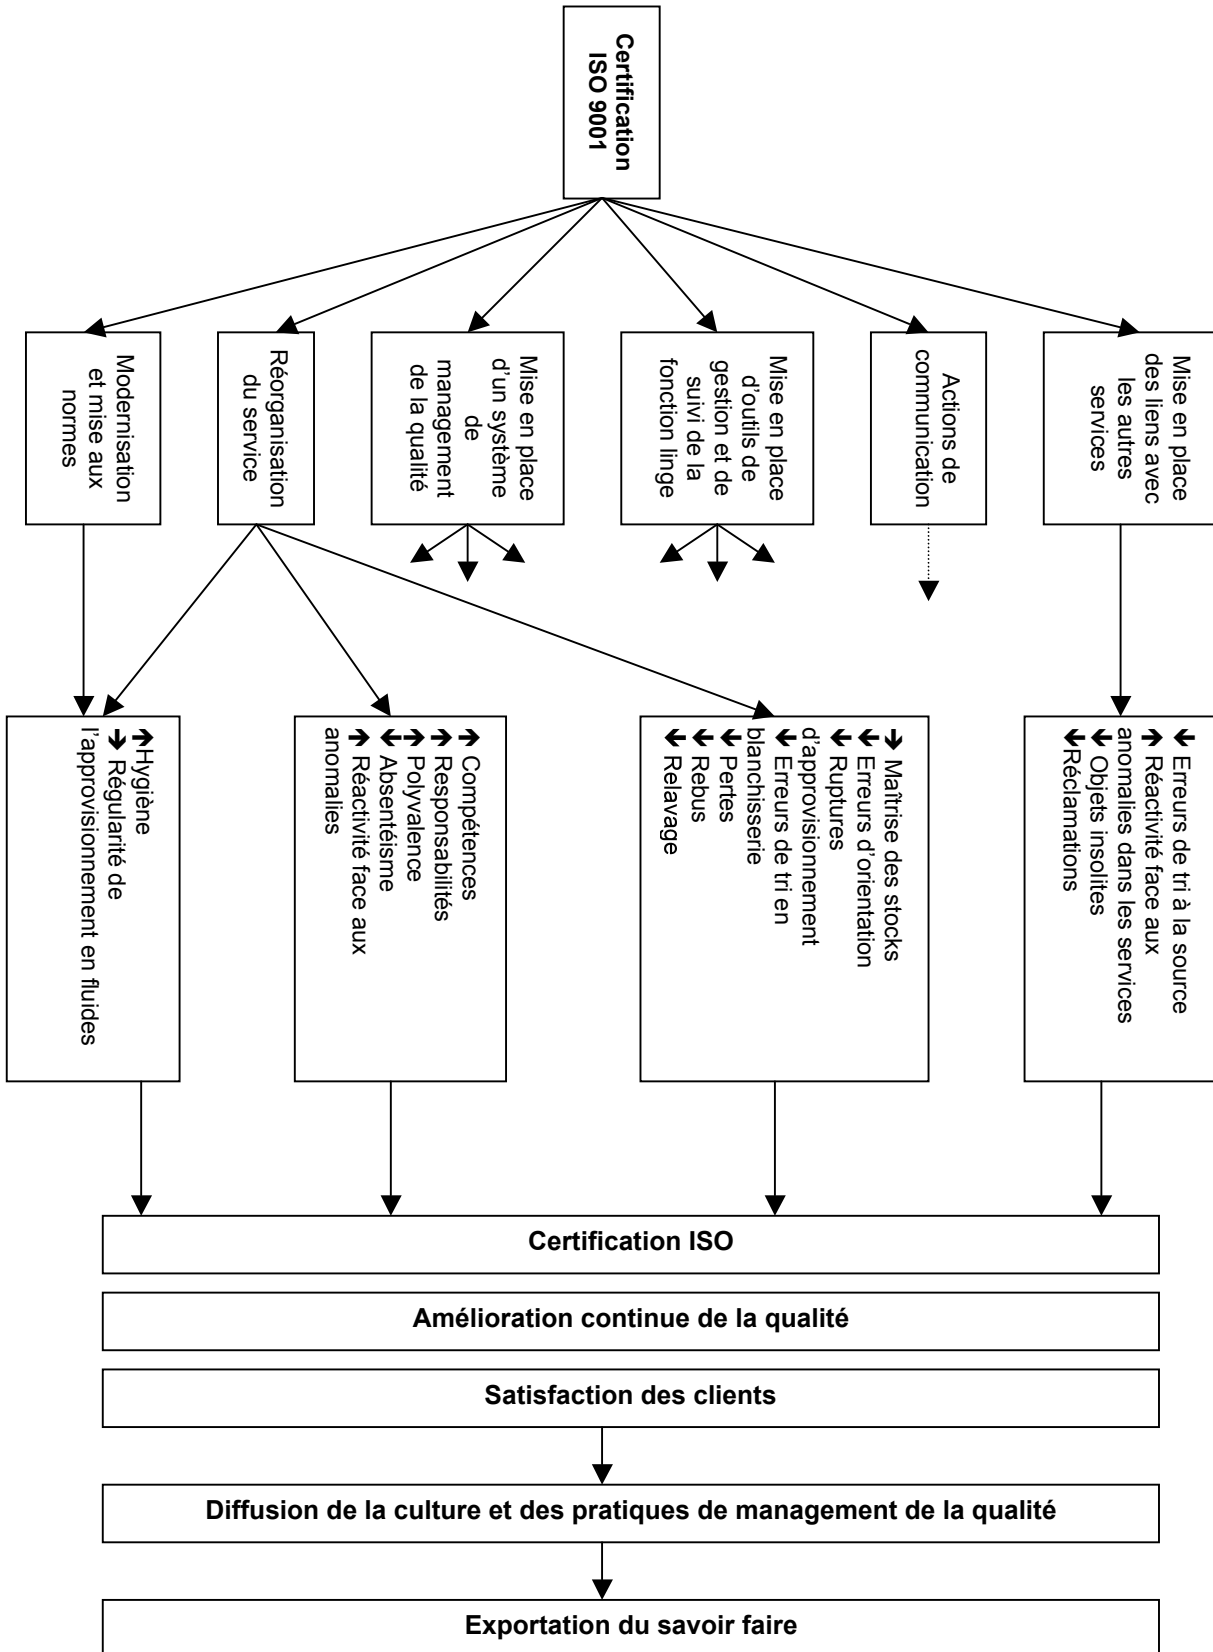 Certification
ISO 9001
Modernisation
et mise aux
normes
Réorganisation
du service
Mise en place
d'un système
de
management
de la qualité
Mise en place
d'outils de
gestion et de
suivi de la
fonction linge
Actions de
communication
Mise en place
des liens avec
les autres
services
Hygiène
Régularité de
l'approvisionnement en fluides
Compétences
Responsabilités
Polyvalence
Absentéisme
Réactivité face aux
anomalies
Maîtrise des stocks
Erreurs d'orientation
Ruptures
d'approvisionnement
Erreurs de tri en
blanchisserie
Pertes
Rebus
Relavage
Erreurs de tri à la source
Réactivité face aux
anomalies dans les services
Objets insolites
Réclamations
Certification ISO
Amélioration continue de la qualité
Satisfaction des clients
Diffusion de la culture et des pratiques de management de la qualité
Exportation du savoir faire